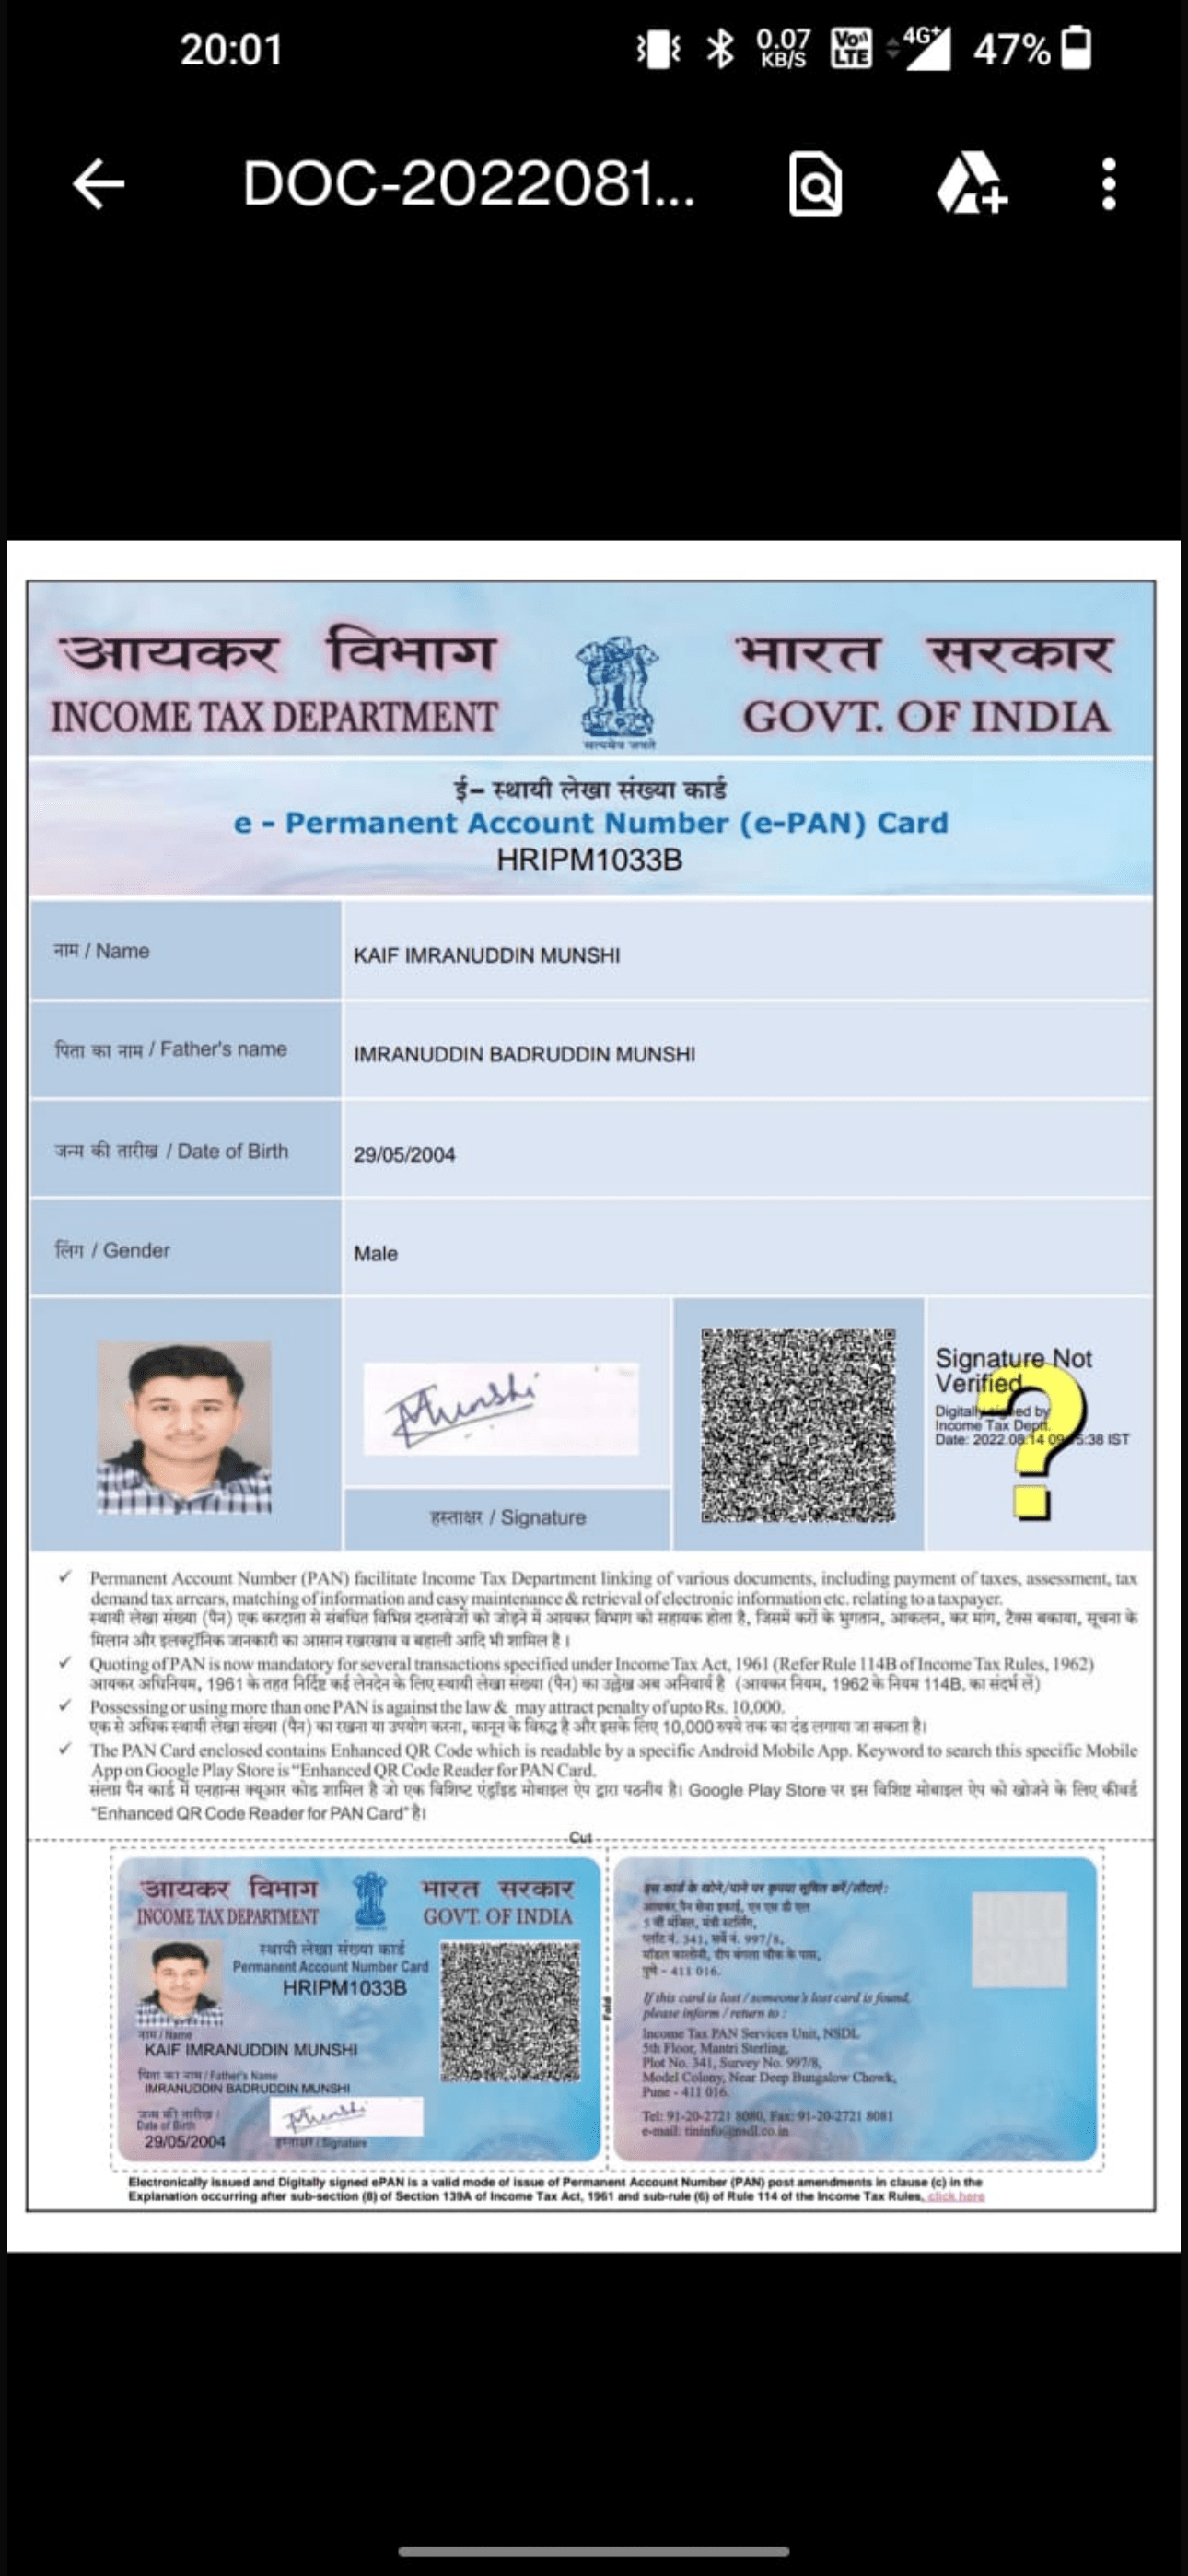 20:01
0.07
KB/S
Vo LTE
4G+
47%
DOC-2022081...
आयकर विभाग
INCOME TAX DEPARTMENT
सत्यमेव जयते
भारत सरकार
GOVT. OF INDIA
ई- स्थायी लेखा संख्या कार्ड
e - Permanent Account Number (e-PAN) Card
HRIPM1033B
नाम / Name
KAIF IMRANUDDIN MUNSHI
पिता का नाम / Father's name
IMRANUDDIN BADRUDDIN MUNSHI
जन्म की तारीख / Date of Birth
29/05/2004
लिंग / Gender
Male
Munshi
हस्ताक्षर / Signature
Signature Not
Verified
Digitally signed by
Income Tax Deptt.
Date: 2022.08.14 09 5:38 IST
?
✓ Permanent Account Number (PAN) facilitate Income Tax Department linking of various documents, including payment of taxes, assessment, tax
demand tax arrears, matching of information and easy maintenance & retrieval of electronic information etc. relating to a taxpayer.
स्थायी लेखा संख्या (पैन) एक करदाता से संबंधित विभिन्न दस्तावेजों को जोड़ने में आयकर विभाग को सहायक होता है, जिसमें करों के भुगतान, आकलन, कर मांग, टैक्स बकाया, सूचना के
मिलान और इलक्ट्रॉनिक जानकारी का आसान रखरखाव व बहाली आदि भी शामिल है ।
✓ Quoting of PAN is now mandatory for several transactions specified under Income Tax Act, 1961 (Refer Rule 114B of Income Tax Rules, 1962)
आयकर अधिनियम, 1961 के तहत निर्दिष्ट कई लेनदेन के लिए स्थायी लेखा संख्या (पैन) का उल्लेख अब अनिवार्य है (आयकर नियम, 1962 के नियम 114B, का संदर्भ लें)
✓ Possessing or using more than one PAN is against the law & may attract penalty of upto Rs. 10,000.
एक से अधिक स्थायी लेखा संख्या (पैन) का रखना या उपयोग करना, कानून के विरुद्ध है और इसके लिए 10,000 रुपये तक का दंड लगाया जा सकता है।
✓ The PAN Card enclosed contains Enhanced QR Code which is readable by a specific Android Mobile App. Keyword to search this specific Mobile
App on Google Play Store is "Enhanced QR Code Reader for PAN Card.
संलग्न पैन कार्ड में एनहान्स क्यूआर कोड शामिल है जो एक विशिष्ट एंड्रॉइड मोबाइल ऐप द्वारा पठनीय है। Google Play Store पर इस विशिष्ट मोबाइल ऐप को खोजने के लिए कीवर्ड
"Enhanced QR Code Reader for PAN Card" है।
Cut
आयकर विभाग
INCOME TAX DEPARTMENT
भारत सरकार
GOVT. OF INDIA
स्थायी लेखा संख्या कार्ड
Permanent Account Number Card
HRIPM1033B
नाम / Name
KAIF IMRANUDDIN MUNSHI
पिता का नाम / Father's Name
IMRANUDDIN BADRUDDIN MUNSHI
जन्म की तारीख /
Date of Birth
29/05/2004
Munshi
हस्ताक्षर / Signature
Fold
इस कार्ड के खोने/पाने पर कृपया सूचित करें/लौटाएं:
आयकर पैन सेवा इकाई, एन एस डी एल
5 वीं मंजिल, मंत्री स्टर्लिंग,
प्लॉट नं. 341, सर्वे नं. 997/8,
मॉडल कालोनी, दीप बंगला चौक के पास,
पुणे - 411 016.
If this card is lost / someone's lost card is found,
please inform / return to :
Income Tax PAN Services Unit, NSDL
5th Floor, Mantri Sterling,
Plot No. 341, Survey No. 997/8,
Model Colony, Near Deep Bungalow Chowk,
Pune - 411 016.
Tel: 91-20-2721 8080, Fax: 91-20-2721 8081
e-mail: tininfo@nsdl.co.in
Electronically issued and Digitally signed ePAN is a valid mode of issue of Permanent Account Number (PAN) post amendments in clause (c) in the
Explanation occurring after sub-section (8) of Section 139A of Income Tax Act, 1961 and sub-rule (6) of Rule 114 of the Income Tax Rules, click here